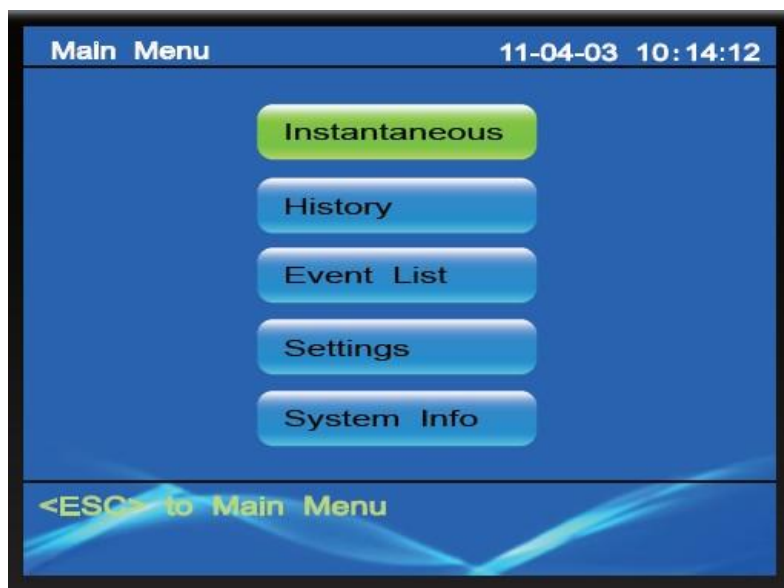 Main Menu 11-04-03 10:14:12
Instantaneous
History
Event List
Settings
System Info
<ESC> to Main Menu